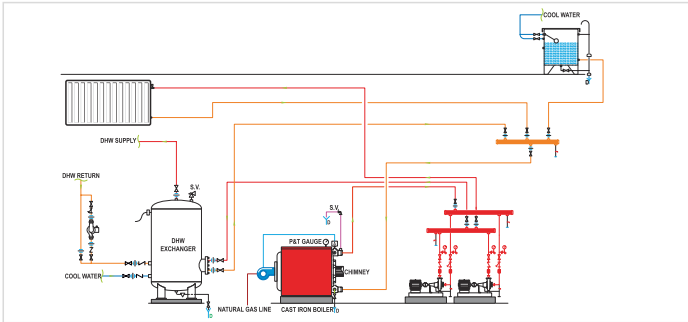 COOL WATER
DHW SUPPLY
DHW RETURN
S.V.
DHW
EXCHANGER
COOL WATER
S.V.
P&T GAUGE
CHIMNEY
NATURAL GAS LINE
CAST IRON BOILER